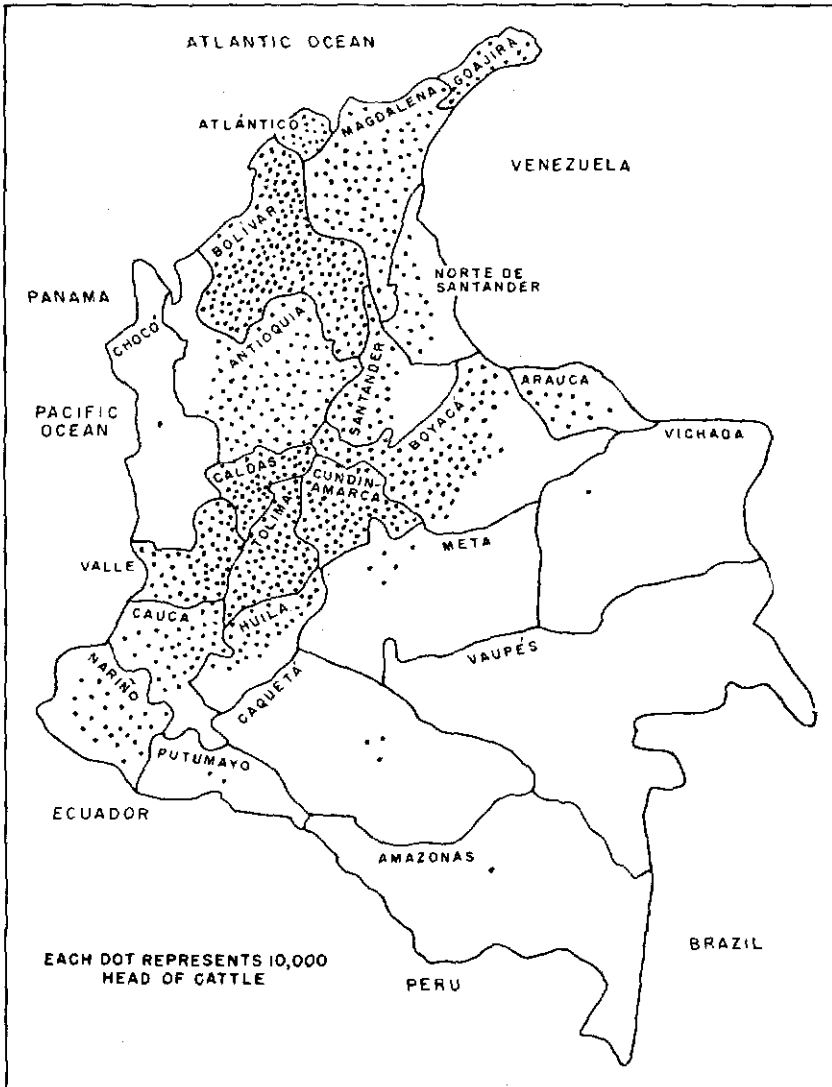 ATLANTIC OCEAN
GOAJIRA
MAGDALENA
ATLÁNTICO
VENEZUELA
BOLÍVAR
NORTE DE
SANTANDER
PANAMA
CHOCÓ
ANTIOQUIA
SANTANDER
ARAUCA
PACIFIC
OCEAN
BOYACÁ
VICHADA
CALDAS
CUNDIN-
AMARCA
TOLIMA
META
VALLE
CAUCA
HUILA
VAUPÉS
NARIÑO
CAQUETÁ
PUTUMAYO
ECUADOR
AMAZONAS
BRAZIL
EACH DOT REPRESENTS 10,000
HEAD OF CATTLE
PERU